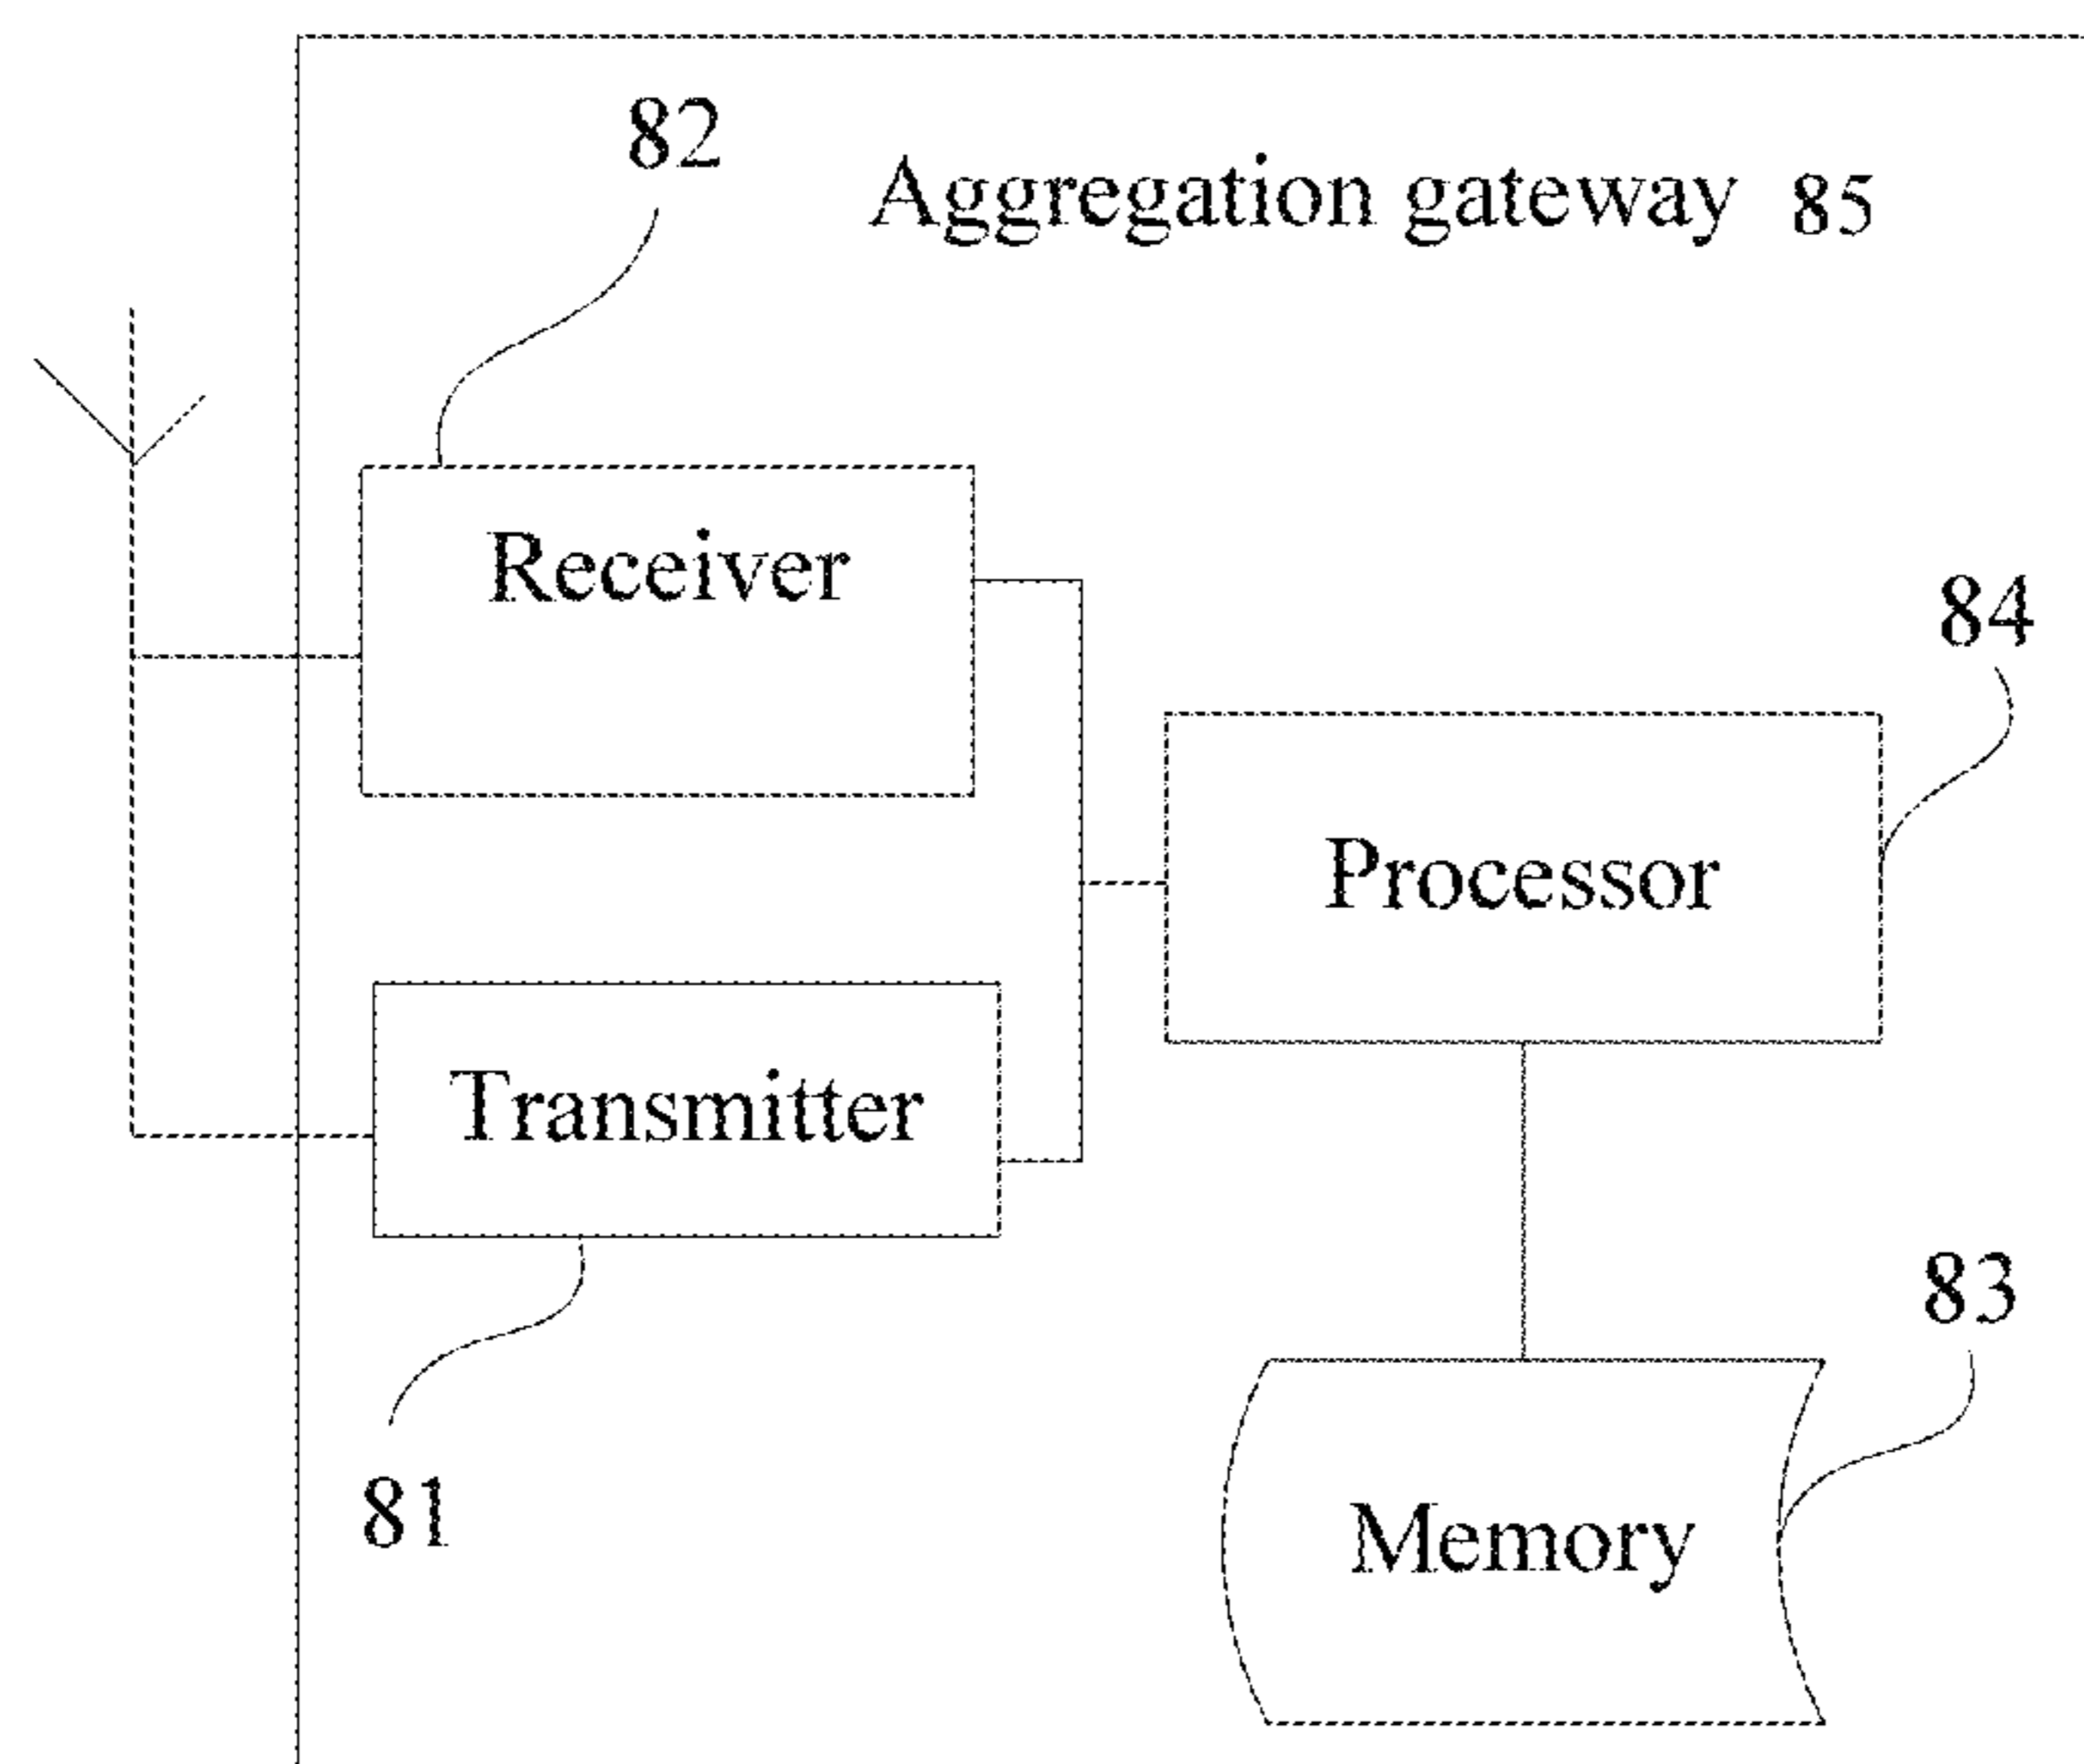 82
Aggregation gateway 85
Receiver
84
Processor
Transmitter
83
81
Memory